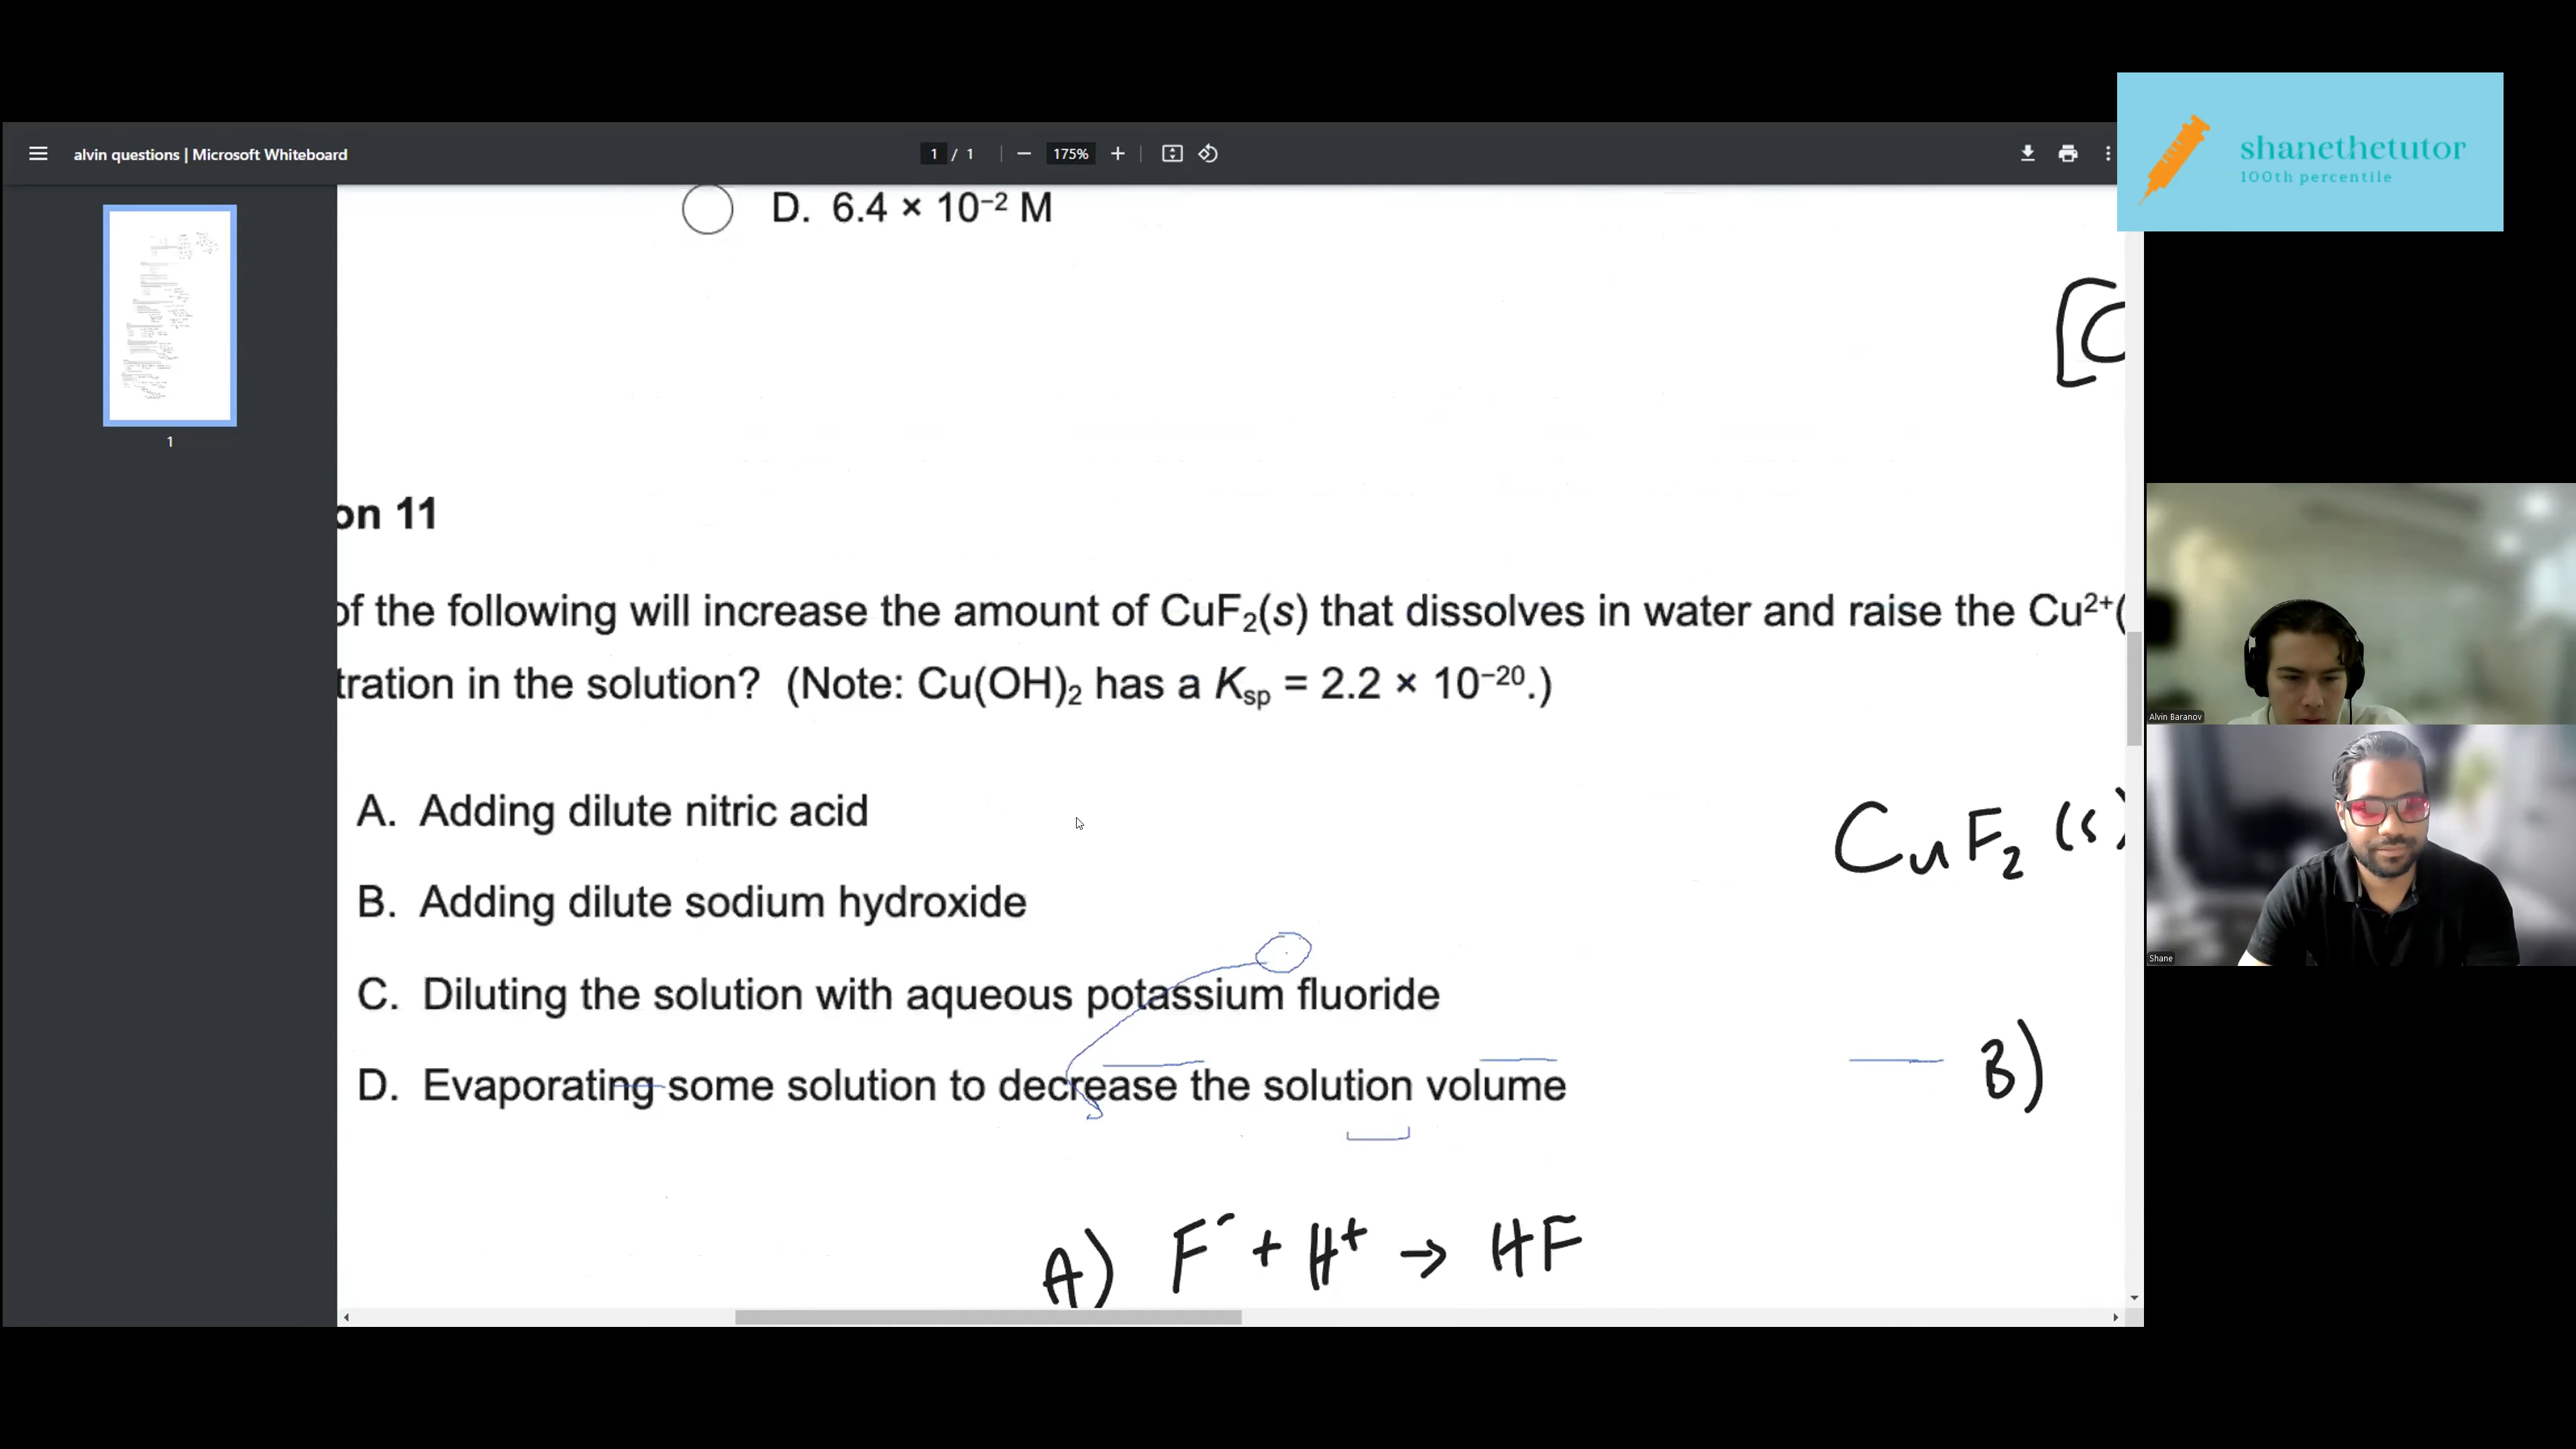 alvin questions | Microsoft Whiteboard
1 / 1
175%
shanethetutor
100th percentile
1
D. 6.4 × 10⁻² M
[C
on 11
of the following will increase the amount of CuF₂(s) that dissolves in water and raise the Cu²⁺(
tration in the solution? (Note: Cu(OH)₂ has a Ksp = 2.2 × 10⁻²⁰.)
A. Adding dilute nitric acid
B. Adding dilute sodium hydroxide
C. Diluting the solution with aqueous potassium fluoride
D. Evaporating some solution to decrease the solution volume
CuF₂ (s)
B)
A) F⁻ + H⁺ → HF
Alvin Baranov
Shane